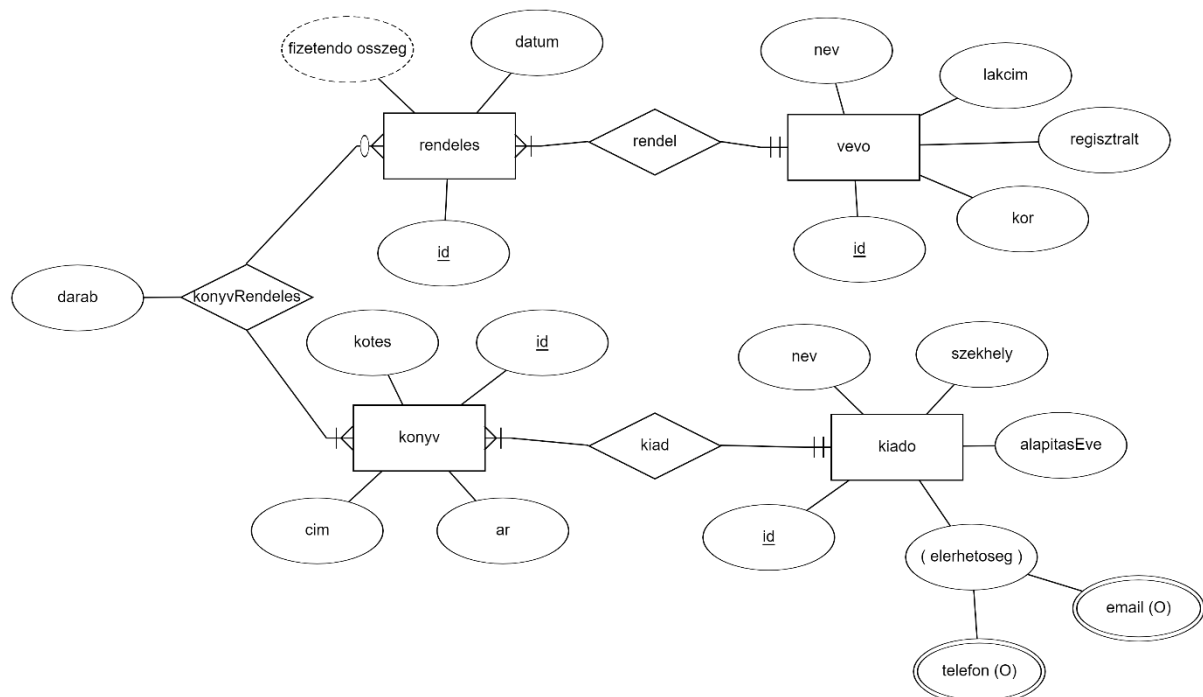 fizetendo osszeg
datum
nev
lakcim
rendeles
rendel
vevo
regisztralt
kor
id
id
darab
konyvRendeles
kotes
id
nev
szekhely
konyv
kiad
kiado
alapitasEve
cim
ar
id
( elerhetoseg )
email (O)
telefon (O)